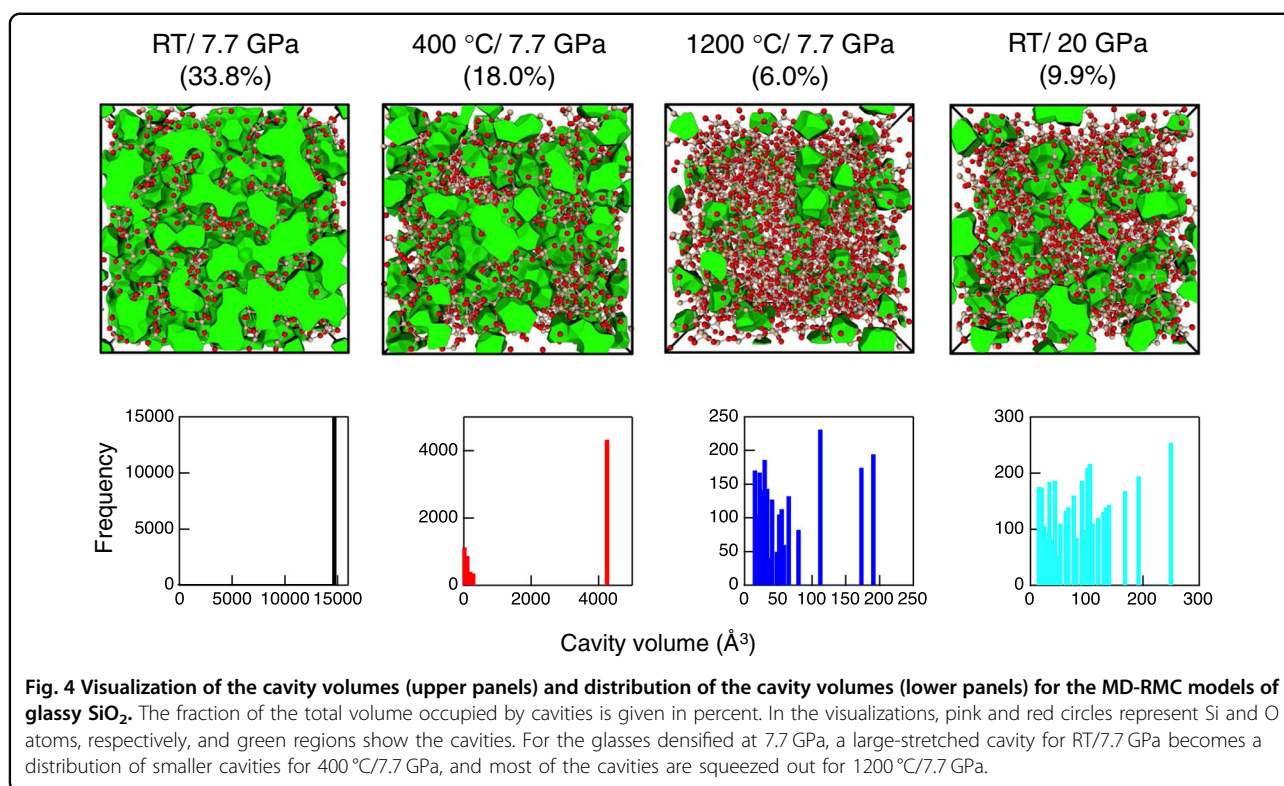 RT/ 7.7 GPa
(33.8%)
400 °C/ 7.7 GPa
(18.0%)
1200 °C/ 7.7 GPa
(6.0%)
RT/ 20 GPa
(9.9%)
Frequency
15000
10000
5000
0
0 5000 10000 15000
4000
2000
0
0 2000 4000
250
200
150
100
50
0
0 50 100 150 200 250
300
200
100
0
0 100 200 300
Cavity volume (Å³)
Fig. 4 Visualization of the cavity volumes (upper panels) and distribution of the cavity volumes (lower panels) for the MD-RMC models of
glassy SiO₂. The fraction of the total volume occupied by cavities is given in percent. In the visualizations, pink and red circles represent Si and O
atoms, respectively, and green regions show the cavities. For the glasses densified at 7.7 GPa, a large-stretched cavity for RT/7.7 GPa becomes a
distribution of smaller cavities for 400 °C/7.7 GPa, and most of the cavities are squeezed out for 1200 °C/7.7 GPa.